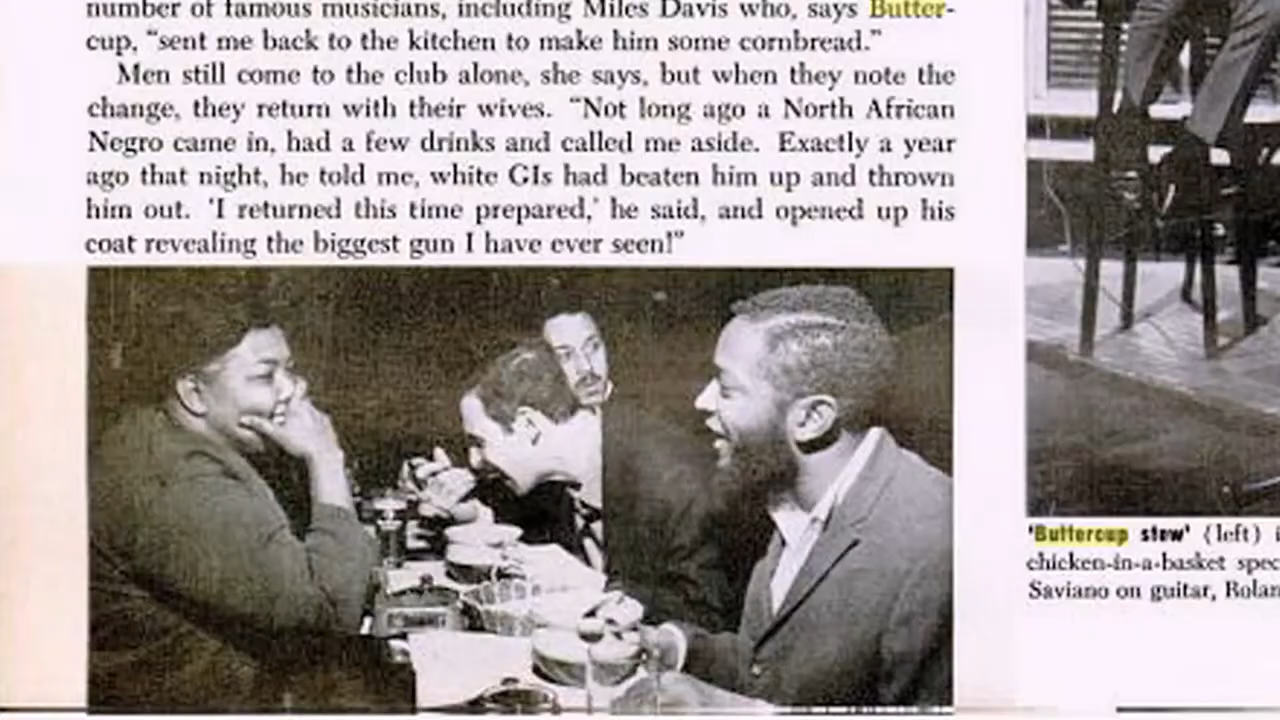 number of famous musicians, including Miles Davis who, says Butter-
cup, “sent me back to the kitchen to make him some cornbread.”
Men still come to the club alone, she says, but when they note the
change, they return with their wives. “Not long ago a North African
Negro came in, had a few drinks and called me aside. Exactly a year
ago that night, he told me, white GIs had beaten him up and thrown
him out. ‘I returned this time prepared,’ he said, and opened up his
coat revealing the biggest gun I have ever seen!”
‘Buttercup stew’ (left)
chicken-in-a-basket
Saviano on guitar,